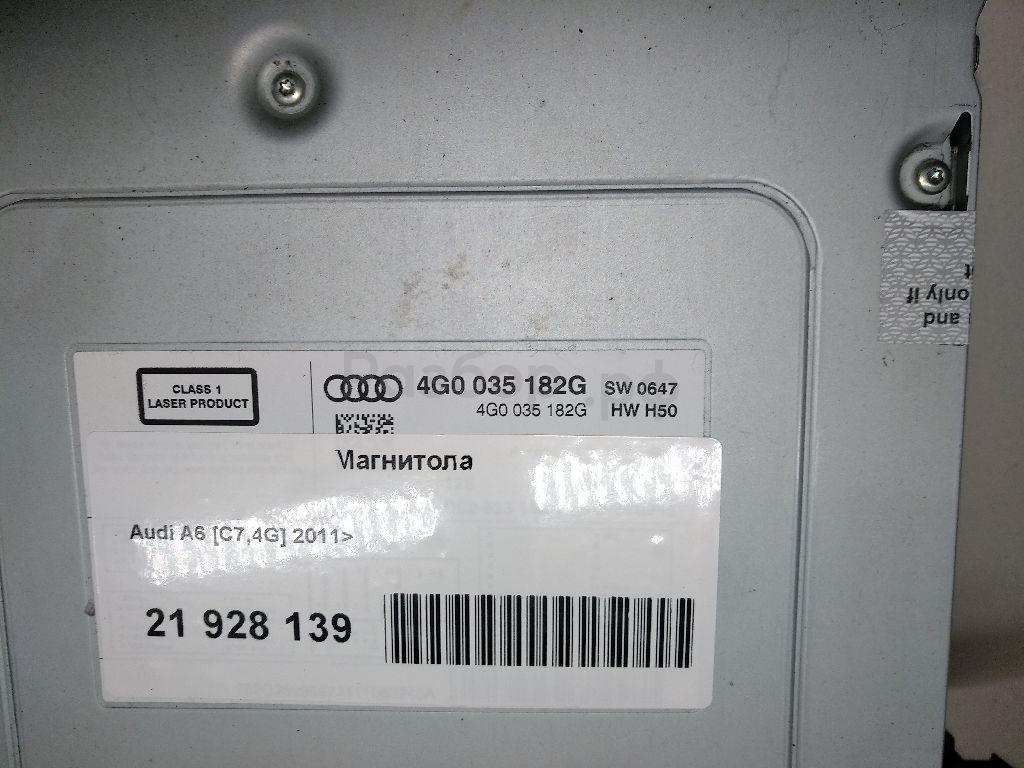 CLASS 1
LASER PRODUCT
4G0 035 182G SW 0647
4G0 035 182G HW H50
Магнитола
Audi A6 [C7,4G] 2011>
21 928 139
and
only if